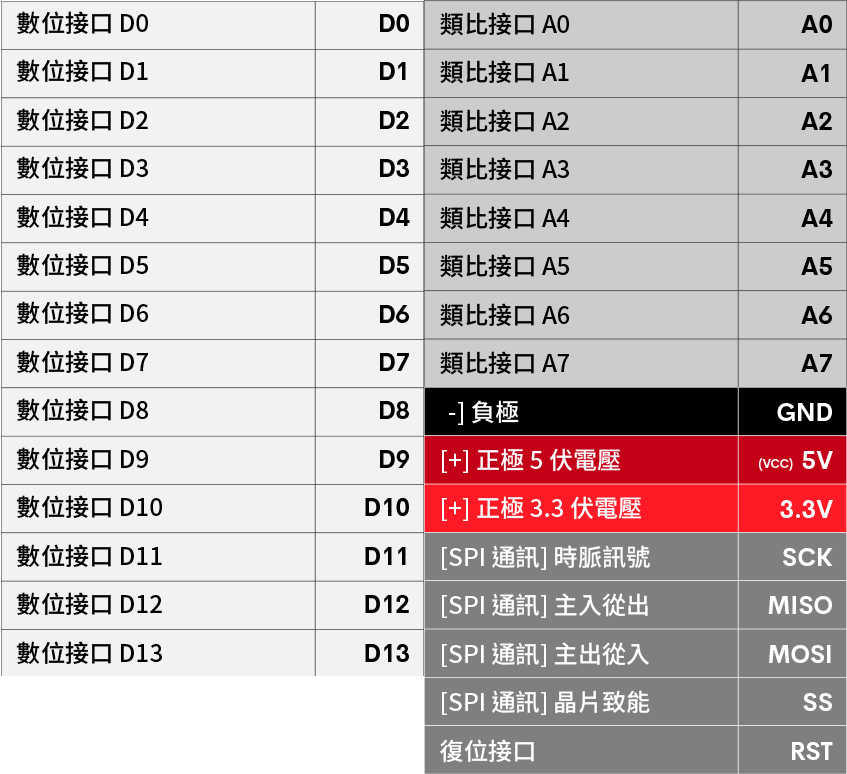 數位接口 D0 D0
數位接口 D1 D1
數位接口 D2 D2
數位接口 D3 D3
數位接口 D4 D4
數位接口 D5 D5
數位接口 D6 D6
數位接口 D7 D7
數位接口 D8 D8
數位接口 D9 D9
數位接口 D10 D10
數位接口 D11 D11
數位接口 D12 D12
數位接口 D13 D13
類比接口 A0 A0
類比接口 A1 A1
類比接口 A2 A2
類比接口 A3 A3
類比接口 A4 A4
類比接口 A5 A5
類比接口 A6 A6
類比接口 A7 A7
-] 負極 GND
[+] 正極 5 伏電壓 (VCC) 5V
[+] 正極 3.3 伏電壓 3.3V
[SPI 通訊] 時脈訊號 SCK
[SPI 通訊] 主入從出 MISO
[SPI 通訊] 主出從入 MOSI
[SPI 通訊] 晶片致能 SS
復位接口 RST